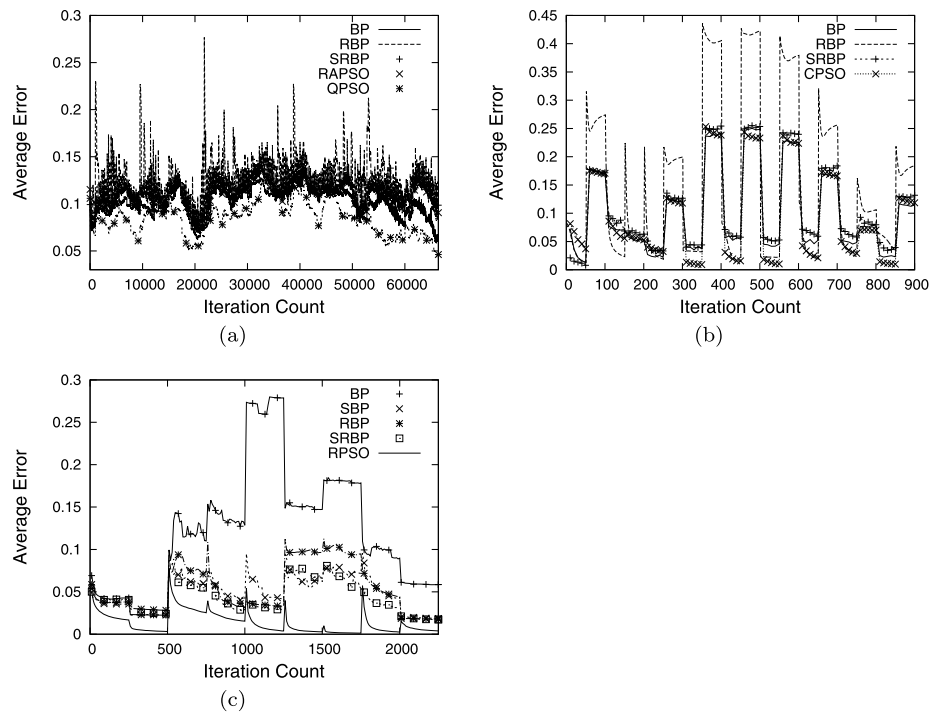 0.3
0.25
0.2
0.15
0.1
0.05
Average Error
0 10000 20000 30000 40000 50000 60000
Iteration Count
BP
RBP
SRBP
RAPSO
QPSO
(a)
0.45
0.4
0.35
0.3
0.25
0.2
0.15
0.1
0.05
0
Average Error
0 100 200 300 400 500 600 700 800 900
Iteration Count
BP
RBP
SRBP
CPSO
(b)
0.3
0.25
0.2
0.15
0.1
0.05
0
Average Error
0 500 1000 1500 2000
Iteration Count
BP
SBP
RBP
SRBP
RPSO
(c)